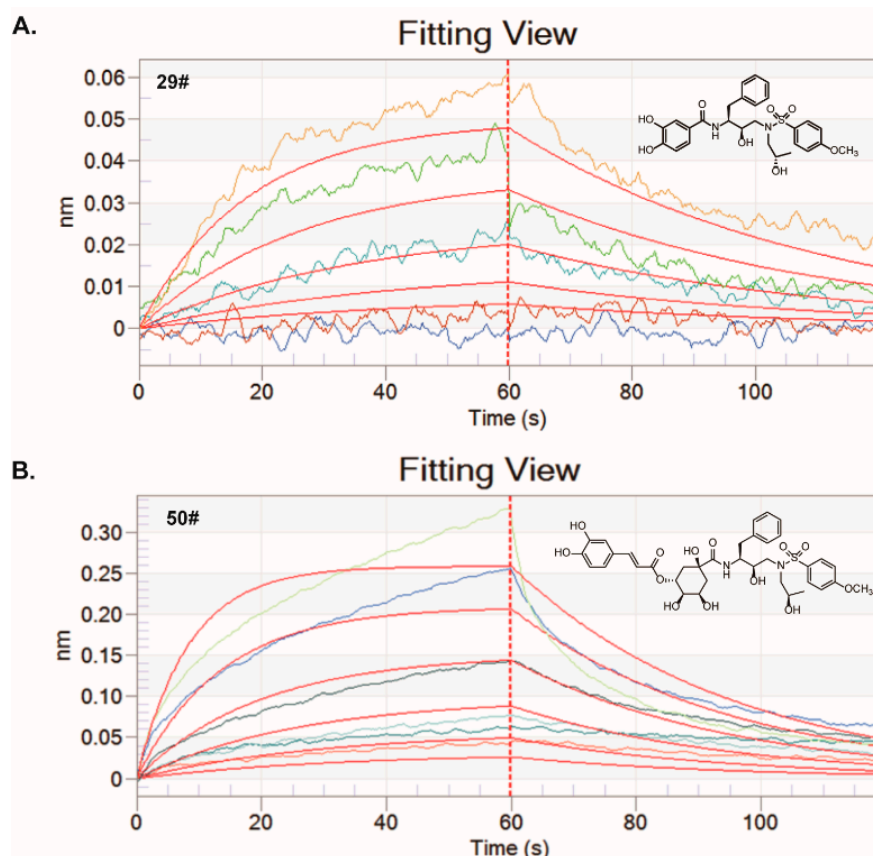 A.
Fitting View
29#
0.06
0.05
0.04
0.03
0.02
0.01
0
nm
0 20 40 60 80 100
Time (s)
HO
HO
O
NH
OH
N
O O
S
OCH₃
OH
B.
Fitting View
50#
0.30
0.25
0.20
0.15
0.10
0.05
0
nm
0 20 40 60 80 100
Time (s)
HO
HO
O
O
HO
O
NH
HO
OH
OH
N
O O
S
OCH₃
OH